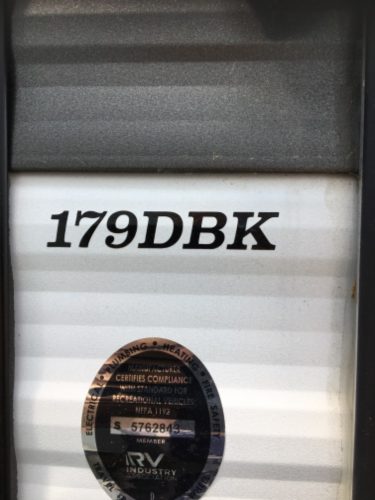 179DBK
ELECTRICAL • PLUMBING • HEATING • FIRE SAFETY
MANUFACTURER
CERTIFIES COMPLIANCE
WITH STANDARD FOR
RECREATIONAL VEHICLES
NFPA 1192
S 5762843
MEMBER
RV
INDUSTRY
ASSOCIATION